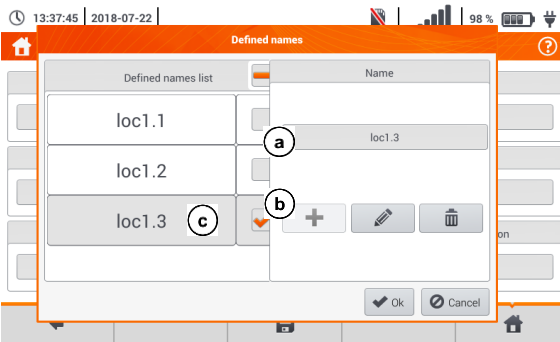 13:37:45 2018-07-22 98 %
Defined names
?
Defined names list
Name
loc1.1
a
loc1.3
loc1.2
b
loc1.3
c
on
Ok
Cancel